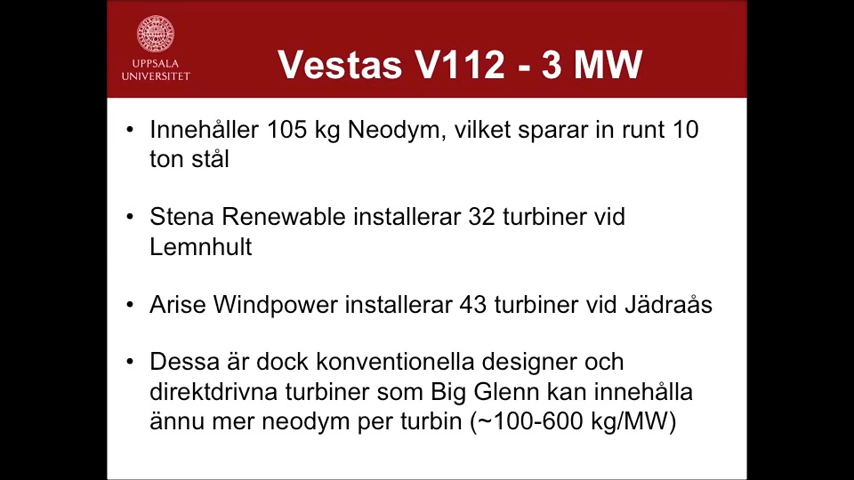 UPPSALA
UNIVERSITET
Vestas V112 - 3 MW
• Innehåller 105 kg Neodym, vilket sparar in runt 10
ton stål
• Stena Renewable installerar 32 turbiner vid
Lemnhult
• Arise Windpower installerar 43 turbiner vid Jädraås
• Dessa är dock konventionella designer och
direktdrivna turbiner som Big Glenn kan innehålla
ännu mer neodym per turbin (~100-600 kg/MW)